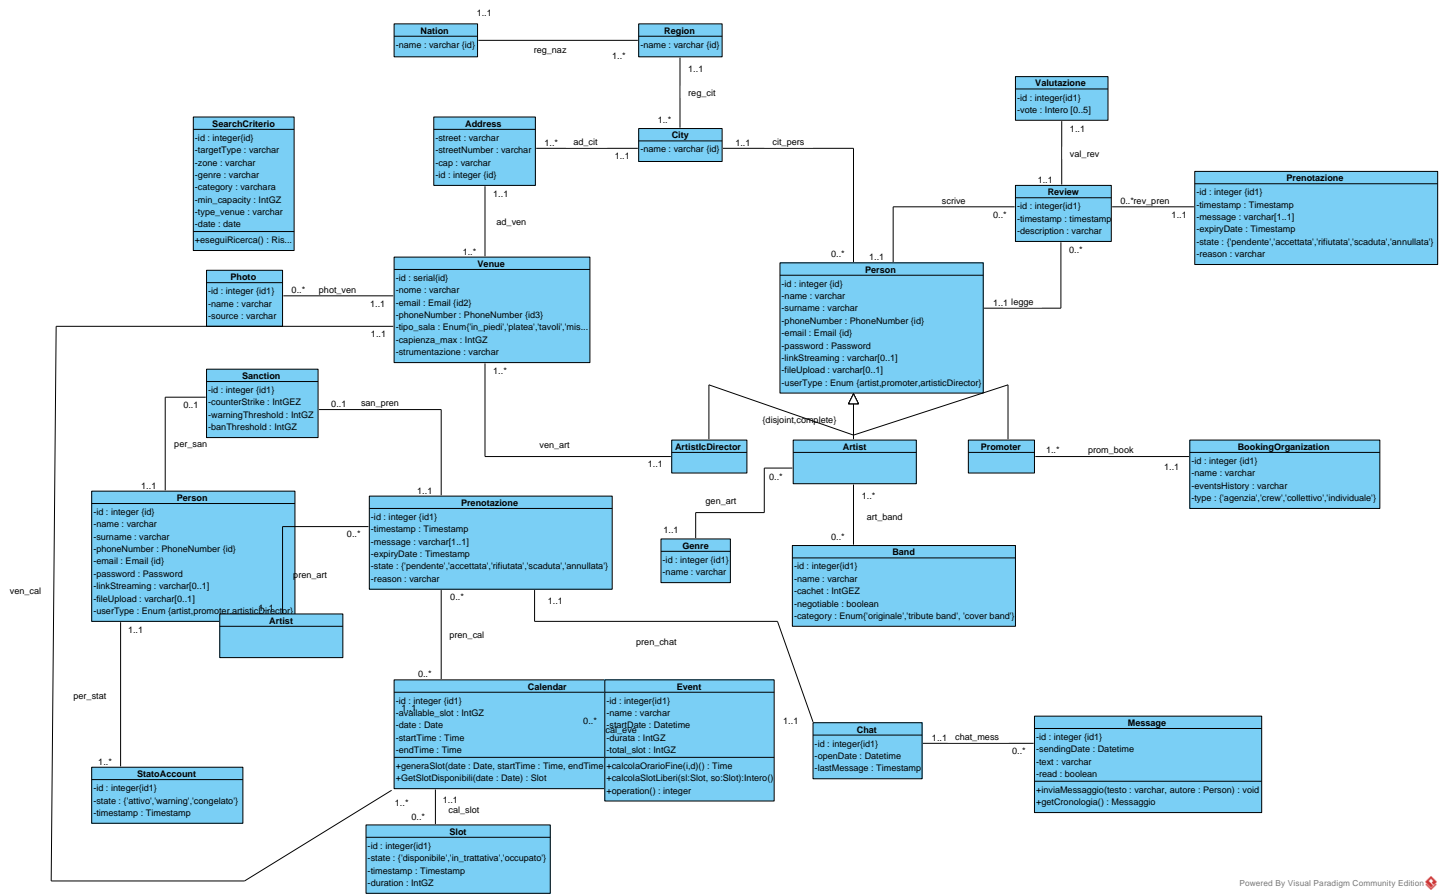 1..1
Nation
-name : varchar {id}
reg_naz
1..*
Region
-name : varchar {id}
1..1
reg_cit
1..*
City
-name : varchar {id}
1..1
cit_pers
1..*
ad_cit
1..1
Address
-street : varchar
-streetNumber : varchar
-cap : varchar
-id : integer {id}
1..1
ad_ven
1..*
SearchCriterio
-id : integer{id}
-targetType : varchar
-zone : varchar
-genre : varchar
-category : varchara
-min_capacity : IntGZ
-type_venue : varchar
-date : date
+eseguiRicerca() : Ris...
Valutazione
-id : integer{id1}
-vote : Intero [0..5]
1..1
val_rev
1..1
Review
-id : integer{id1}
-timestamp : timestamp
-description : varchar
scrive
0..*
1..1
0..*
rev_pren
1..1
0..*
1..1
legge
Prenotazione
-id : integer {id1}
-timestamp : Timestamp
-message : varchar[1..1]
-expiryDate : Timestamp
-state : {'pendente','accettata','rifiutata','scaduta','annullata'}
-reason : varchar
Photo
-id : integer {id1}
-name : varchar
-source : varchar
0..*
phot_ven
1..1
1..1
Venue
-id : serial{id}
-nome : varchar
-email : Email {id2}
-phoneNumber : PhoneNumber {id3}
-tipo_sala : Enum{'in_piedi','platea','tavoli','mis...
-capienza_max : IntGZ
-strumentazione : varchar
1..*
0..*
Person
-id : integer {id}
-name : varchar
-surname : varchar
-phoneNumber : PhoneNumber {id}
-email : Email {id}
-password : Password
-linkStreaming : varchar[0..1]
-fileUpload : varchar[0..1]
-userType : Enum {artist,promoter,artisticDirector}
{disjoint,complete}
Sanction
-id : integer {id1}
-counterStrike : IntGEZ
-warningThreshold : IntGZ
-banThreshold : IntGZ
0..1
per_san
1..1
0..1
san_pren
1..1
ven_art
1..1
ArtistIcDirector
Artist
Promoter
1..*
prom_book
1..1
BookingOrganization
-id : integer {id1}
-name : varchar
-eventsHistory : varchar
-type : {'agenzia','crew','collettivo','individuale'}
0..*
gen_art
1..1
Genre
-id : integer {id1}
-name : varchar
1..*
art_band
0..*
Band
-id : integer{id1}
-name : varchar
-cachet : IntGEZ
-negotiable : boolean
-category : Enum{'originale','tribute band', 'cover band'}
Person
-id : integer {id}
-name : varchar
-surname : varchar
-phoneNumber : PhoneNumber {id}
-email : Email {id}
-password : Password
-linkStreaming : varchar[0..1]
-fileUpload : varchar[0..1]
-userType : Enum {artist,promoter,artisticDirector}
Prenotazione
-id : integer {id1}
-timestamp : Timestamp
-message : varchar[1..1]
-expiryDate : Timestamp
-state : {'pendente','accettata','rifiutata','scaduta','annullata'}
-reason : varchar
0..*
pren_art
1..1
Artist
ven_cal
1..1
per_stat
1..*
StatoAccount
-id : integer{id1}
-state : {'attivo','warning','congelato'}
-timestamp : Timestamp
0..*
pren_cal
0..*
1..1
pren_chat
1..1
Calendar
-id : integer {id1}
-available_slot : IntGZ
-date : Date
-startTime : Time
-endTime : Time
+generaSlot(date : Date, startTime : Time, endTime
+GetSlotDisponibili(date : Date) : Slot
1..1
0..*
cal_eve
Event
-id : integer{id1}
-name : varchar
-startDate : Datetime
-durata : IntGZ
-total_slot : IntGZ
+calcolaOrarioFine(i,d)() : Time
+calcolaSlotLiberi(sl:Slot, so:Slot):Intero()
+operation() : integer
Chat
-id : integer{id1}
-openDate : Datetime
-lastMessage : Timestamp
1..1
chat_mess
0..*
Message
-id : integer {id1}
-sendingDate : Datetime
-text : varchar
-read : boolean
+inviaMessaggio(testo : varchar, autore : Person) : void
+getCronologia() : Messaggio
1..*
1..1
cal_slot
0..*
Slot
-id : integer{id1}
-state : {'disponibile','in_trattativa','occupato'}
-timestamp : Timestamp
-duration : IntGZ
Powered By Visual Paradigm Community Edition